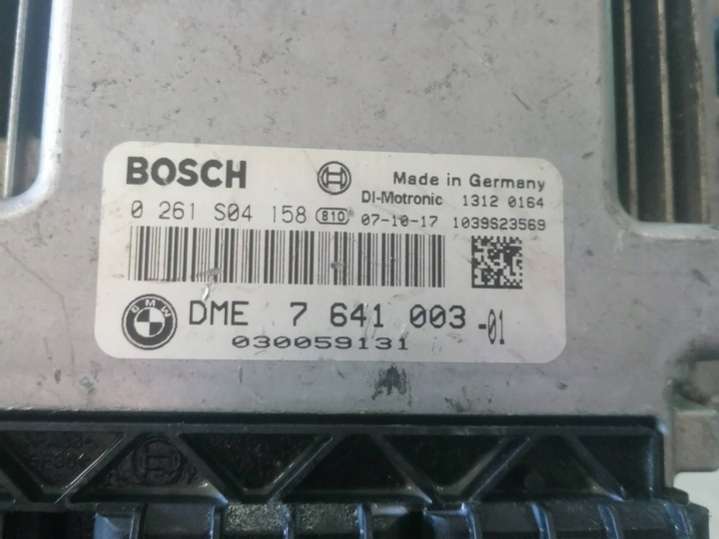 BOSCH
Made in Germany
DI-Motronic 1312 0164
0 261 S04 158 810 07-10-17 1039S23569
BMW
DME 7 641 003 -01
030059131